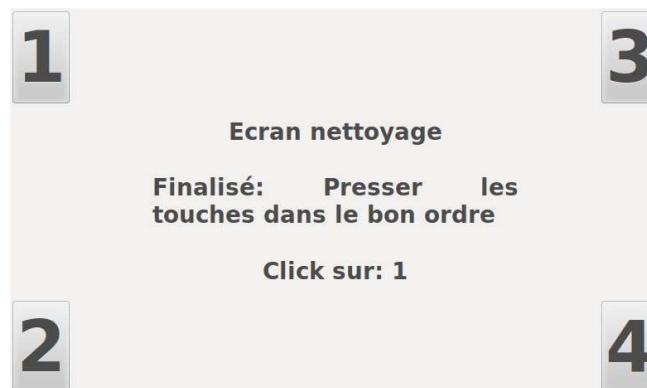 1
3
Ecran nettoyage
Finalisé: Presser les
touches dans le bon ordre
Click sur: 1
2
4